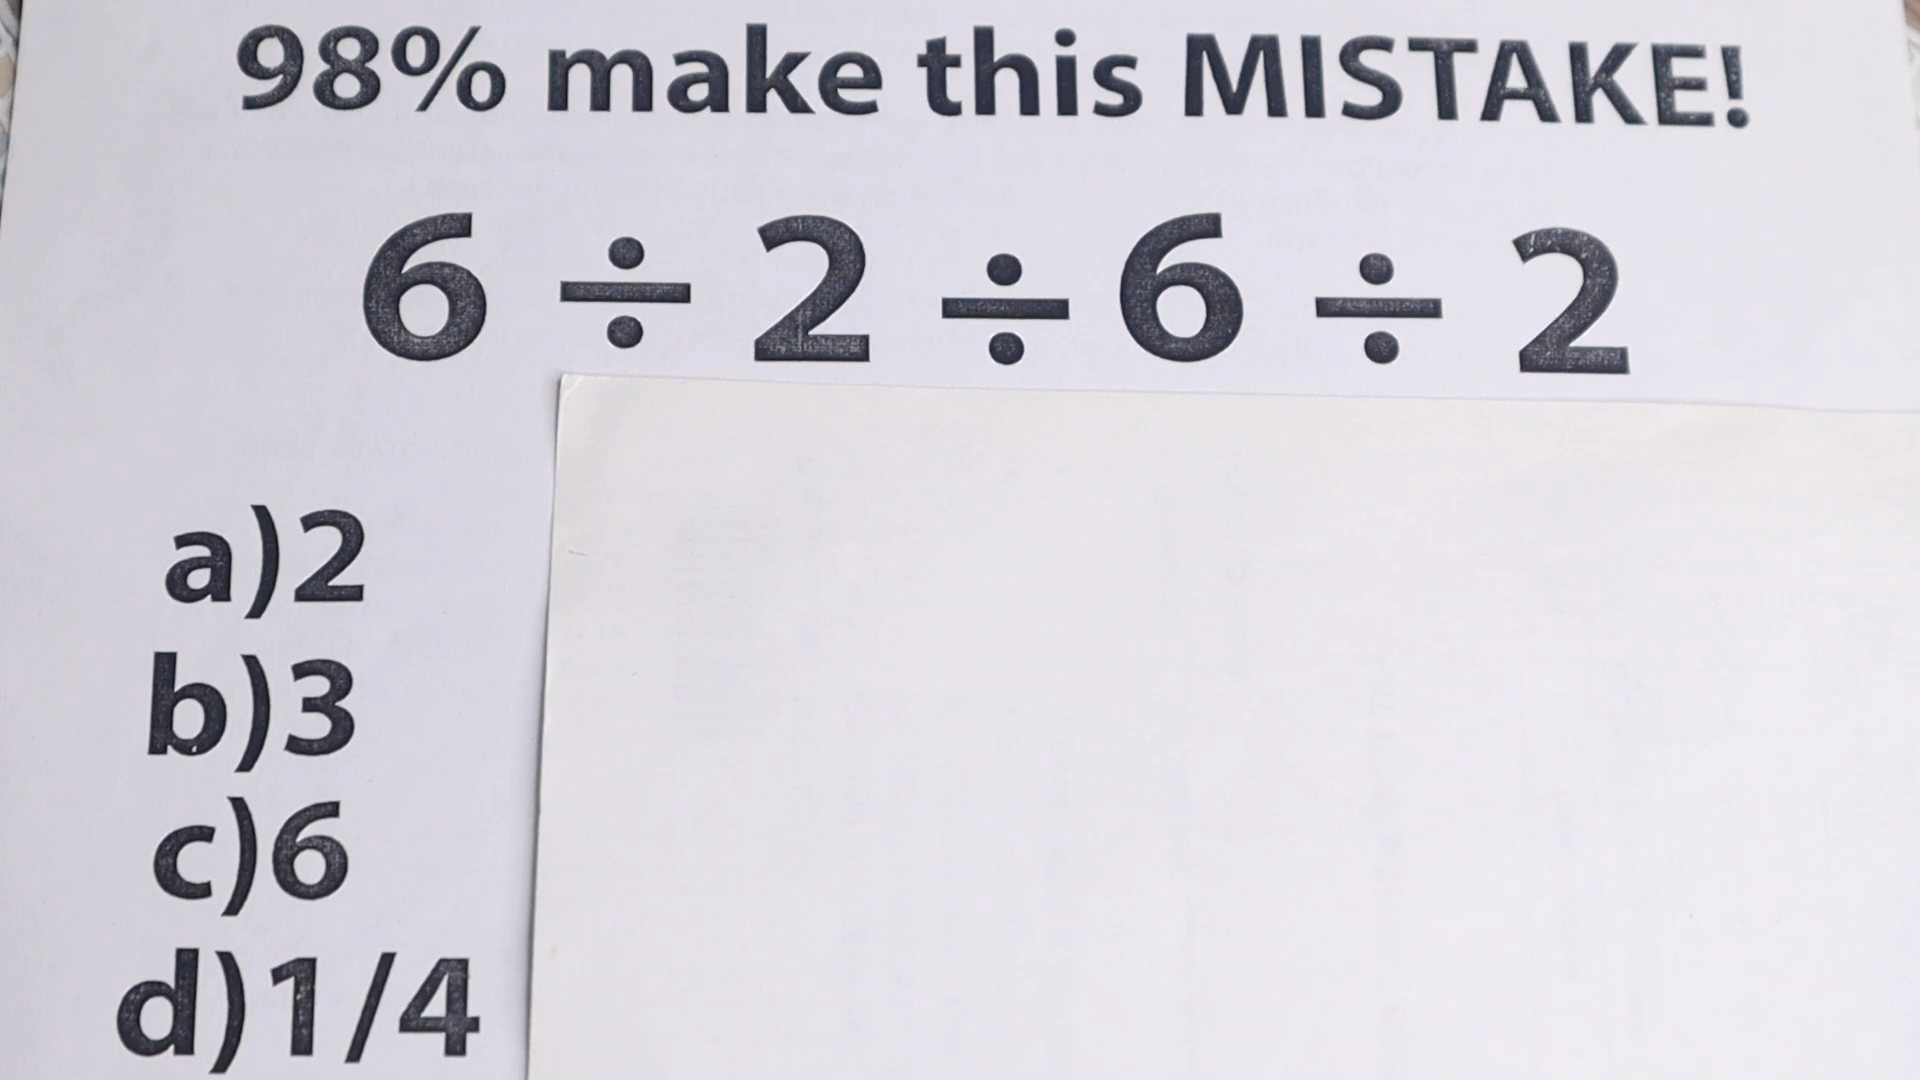 98% make this MISTAKE!
6 ÷ 2 ÷ 6 ÷ 2
a)2
b)3
c)6
d)1/4